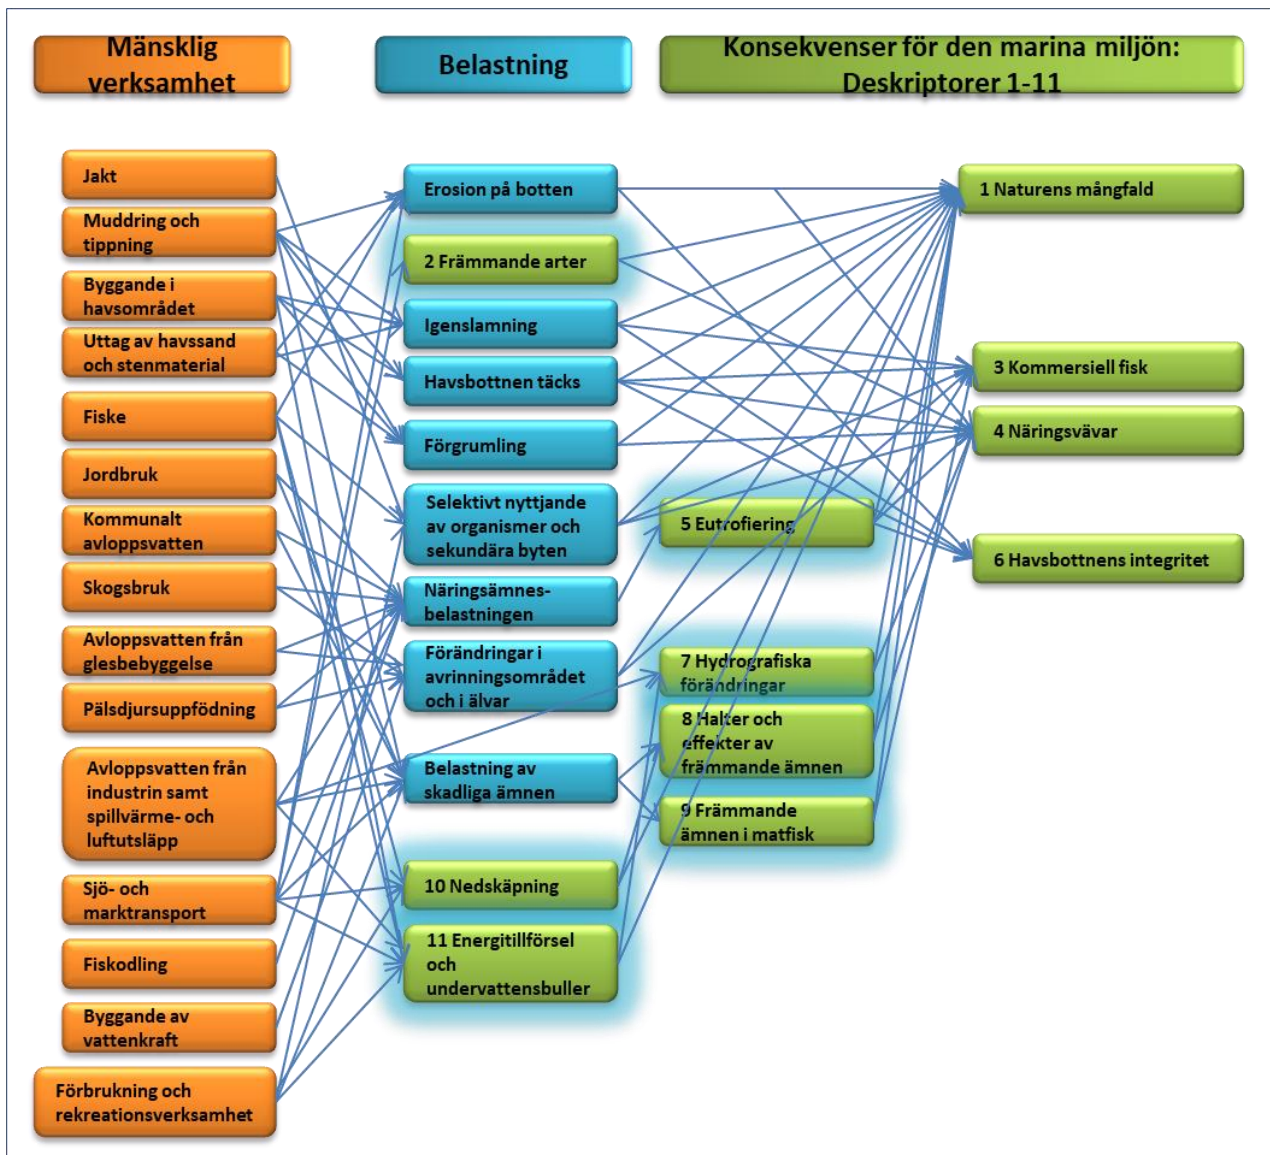 Mänsklig
verksamhet
Belastning
Konsekvenser för den marina miljön:
Deskriptorer 1-11
Jakt
Muddring och
tippning
Byggande i
havsområdet
Uttag av havssand
och stenmaterial
Fiske
Jordbruk
Kommunalt
avloppsvatten
Skogsbruk
Avloppsvatten från
glesbebyggelse
Pälsdjursuppfödning
Avloppsvatten från
industrin samt
spillvärme- och
luftutsläpp
Sjö- och
marktransport
Fiskodling
Byggande av
vattenkraft
Förbrukning och
rekreationsverksamhet
Erosion på botten
2 Främmande arter
Igenslamning
Havsbottnen täcks
Förgrumling
Selektivt nyttjande
av organismer och
sekundära byten
Näringsämnes-
belastningen
Förändringar i
avrinningsområdet
och i älvar
Belastning av
skadliga ämnen
10 Nedskäpning
11 Energitillförsel
och
undervattensbuller
5 Eutrofiering
7 Hydrografiska
förändringar
8 Halter och
effekter av
främmande ämnen
9 Främmande
ämnen i matfisk
1 Naturens mångfald
3 Kommersiell fisk
4 Näringsvävar
6 Havsbottnens integritet